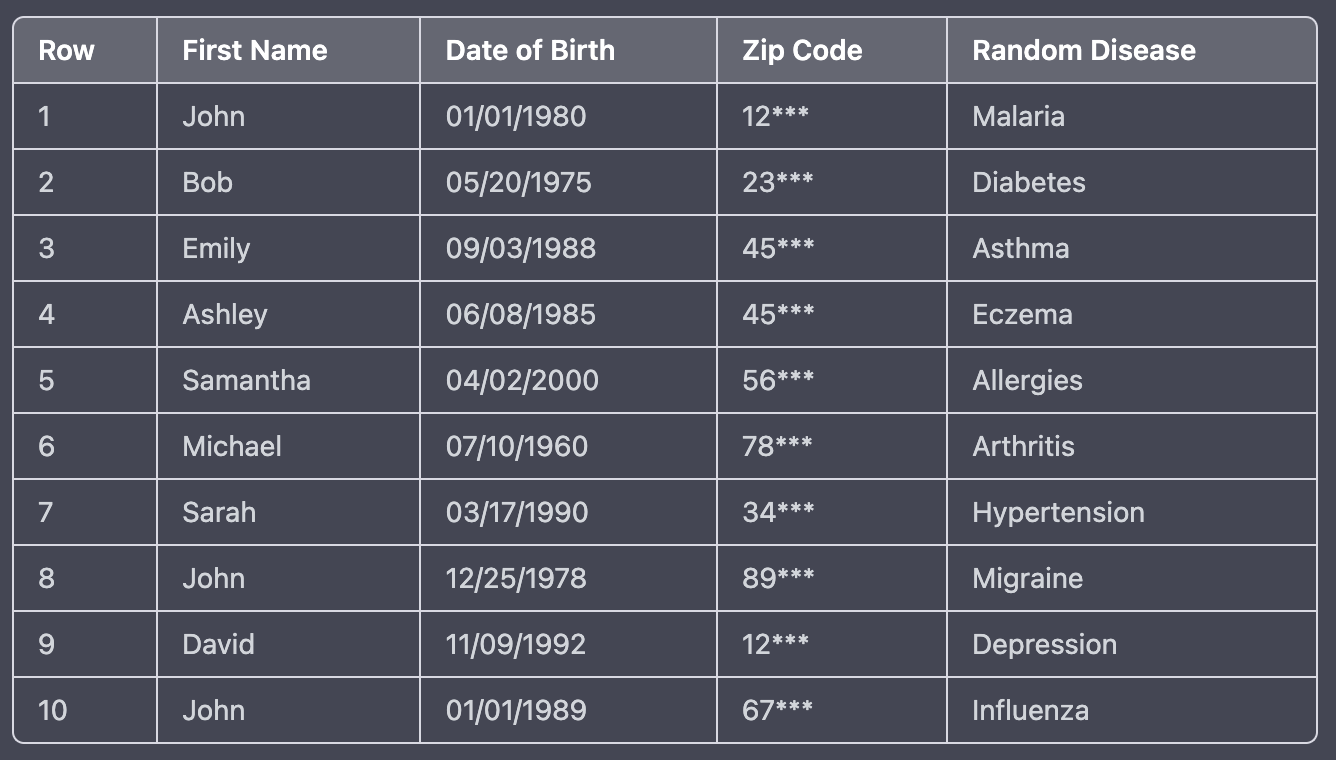 Row First Name Date of Birth Zip Code Random Disease
1 John 01/01/1980 12*** Malaria
2 Bob 05/20/1975 23*** Diabetes
3 Emily 09/03/1988 45*** Asthma
4 Ashley 06/08/1985 45*** Eczema
5 Samantha 04/02/2000 56*** Allergies
6 Michael 07/10/1960 78*** Arthritis
7 Sarah 03/17/1990 34*** Hypertension
8 John 12/25/1978 89*** Migraine
9 David 11/09/1992 12*** Depression
10 John 01/01/1989 67*** Influenza